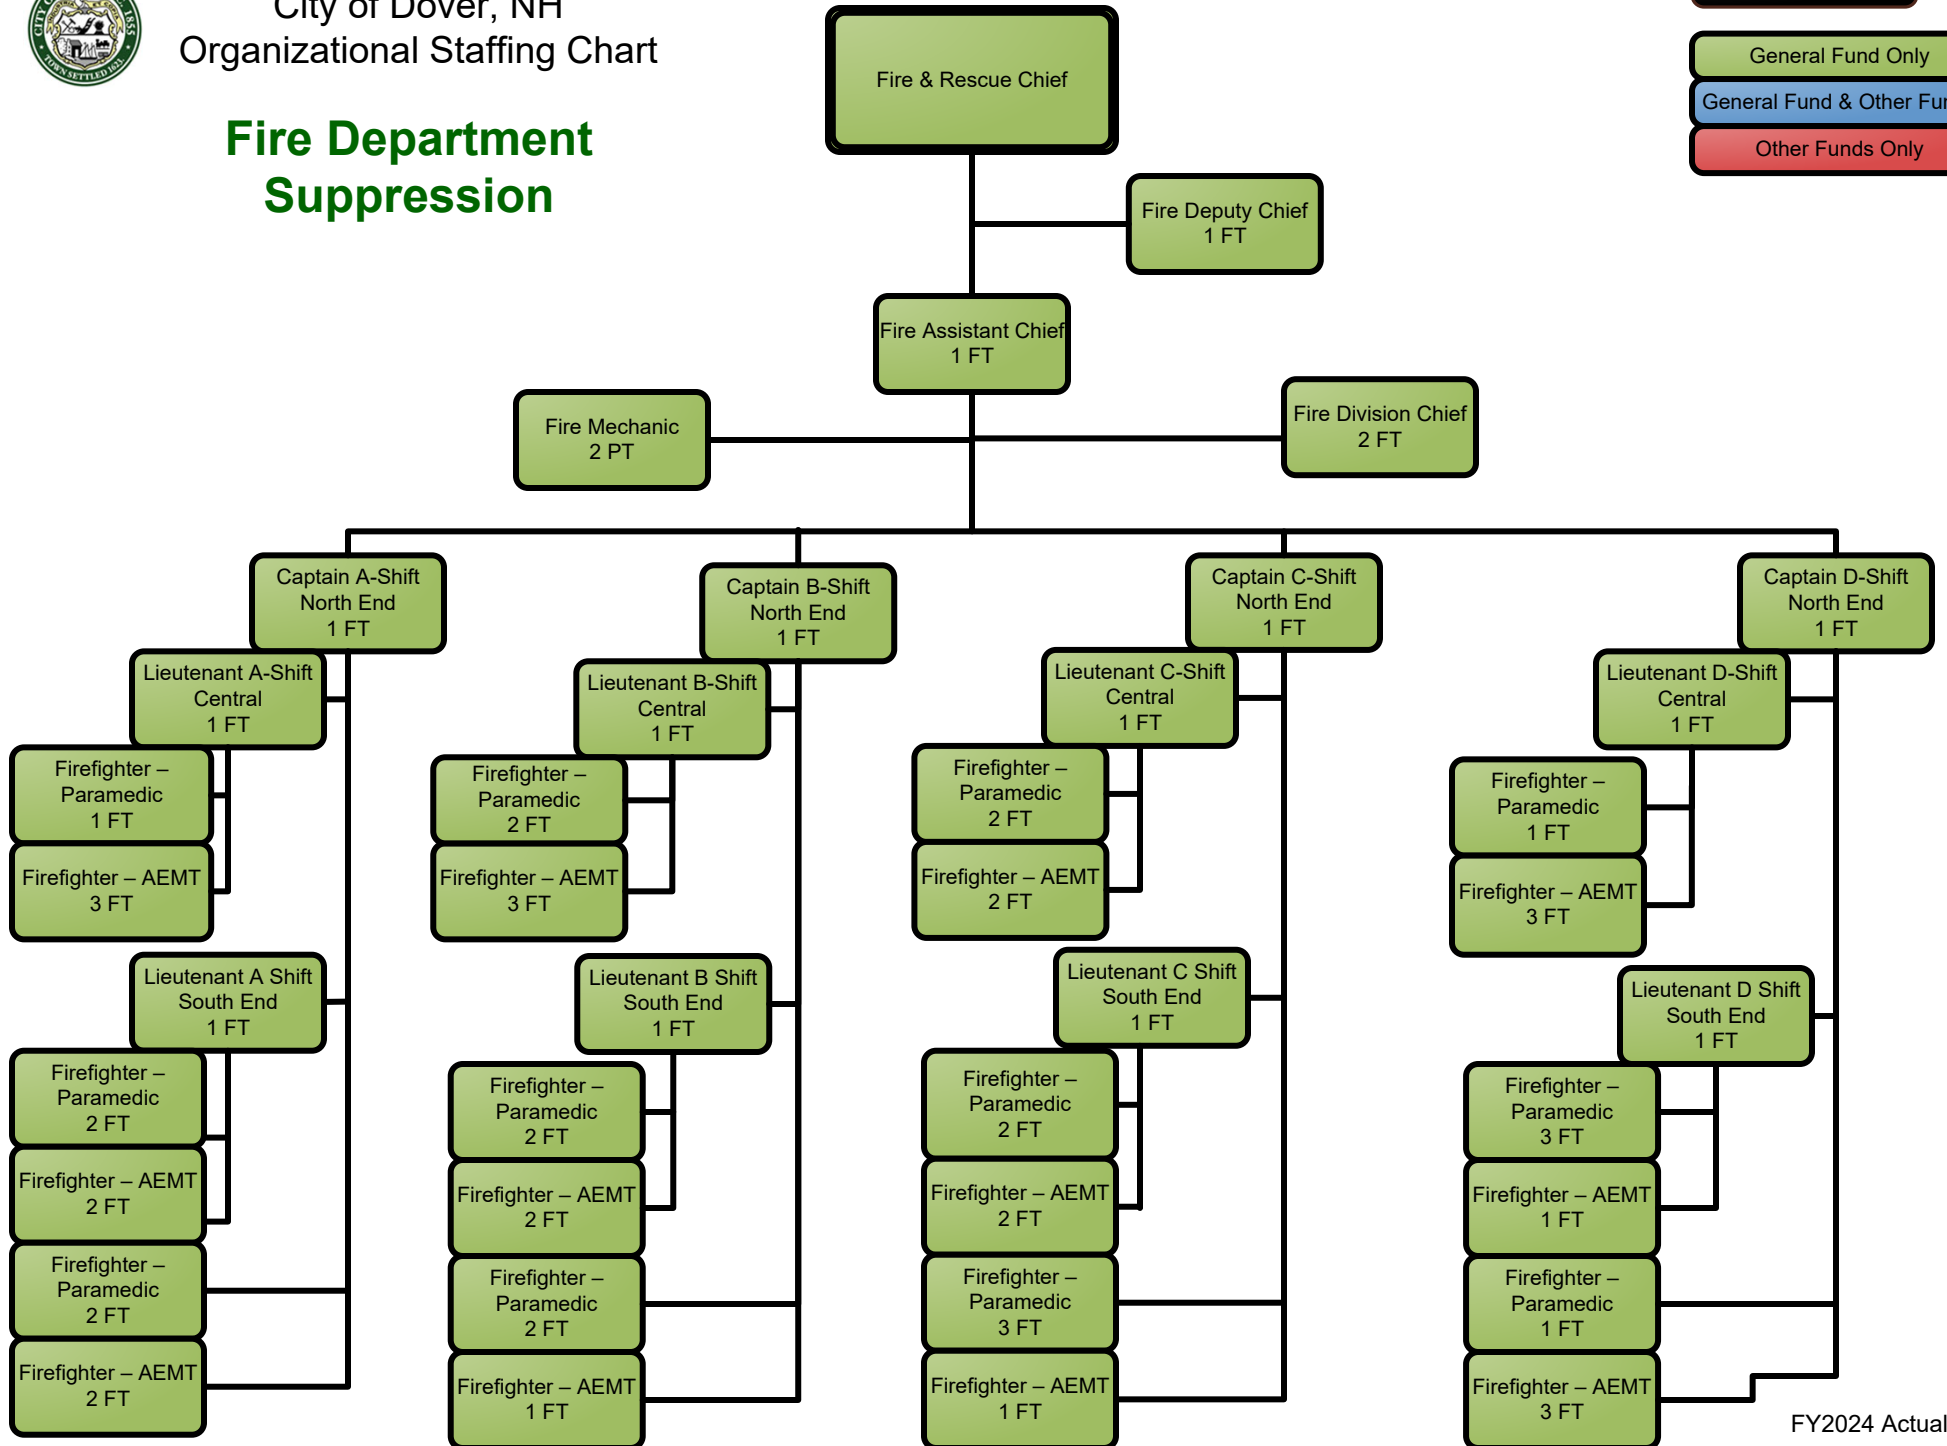 City of Dover, NH
Organizational Staffing Chart
Fire Department
Suppression
TOWN SETTLED 1623
1855
General Fund Only
General Fund & Other
Other Funds Only
Fire & Rescue Chief
Fire Deputy Chief
1 FT
Fire Assistant Chief
1 FT
Fire Mechanic
2 PT
Fire Division Chief
2 FT
Captain A-Shift
North End
1 FT
Lieutenant A-Shift
Central
1 FT
Firefighter –
Paramedic
1 FT
Firefighter – AEMT
3 FT
Lieutenant A Shift
South End
1 FT
Firefighter –
Paramedic
2 FT
Firefighter – AEMT
2 FT
Firefighter –
Paramedic
2 FT
Firefighter – AEMT
2 FT
Captain B-Shift
North End
1 FT
Lieutenant B-Shift
Central
1 FT
Firefighter –
Paramedic
2 FT
Firefighter – AEMT
3 FT
Lieutenant B Shift
South End
1 FT
Firefighter –
Paramedic
2 FT
Firefighter – AEMT
2 FT
Firefighter –
Paramedic
2 FT
Firefighter – AEMT
1 FT
Captain C-Shift
North End
1 FT
Lieutenant C-Shift
Central
1 FT
Firefighter –
Paramedic
2 FT
Firefighter – AEMT
2 FT
Lieutenant C Shift
South End
1 FT
Firefighter –
Paramedic
2 FT
Firefighter – AEMT
2 FT
Firefighter –
Paramedic
3 FT
Firefighter – AEMT
1 FT
Captain D-Shift
North End
1 FT
Lieutenant D-Shift
Central
1 FT
Firefighter –
Paramedic
1 FT
Firefighter – AEMT
3 FT
Lieutenant D Shift
South End
1 FT
Firefighter –
Paramedic
3 FT
Firefighter – AEMT
1 FT
Firefighter –
Paramedic
1 FT
Firefighter – AEMT
3 FT
FY2024 Actual